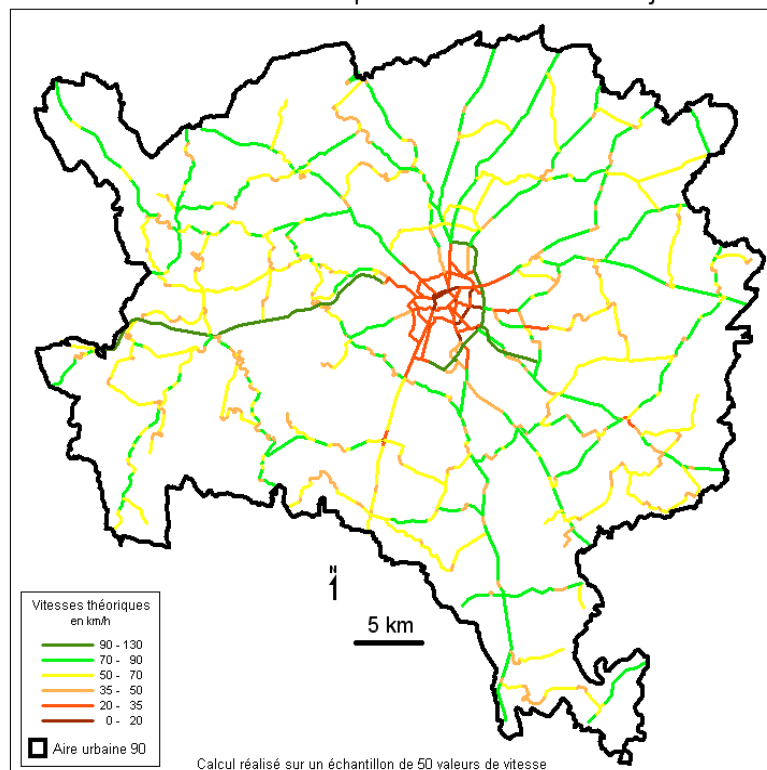 N
5 km
Vitesses théoriques
en km/h
90 - 130
70 - 90
50 - 70
35 - 50
20 - 35
0 - 20
Aire urbaine 90
Calcul réalisé sur un échantillon de 50 valeurs de vitesse